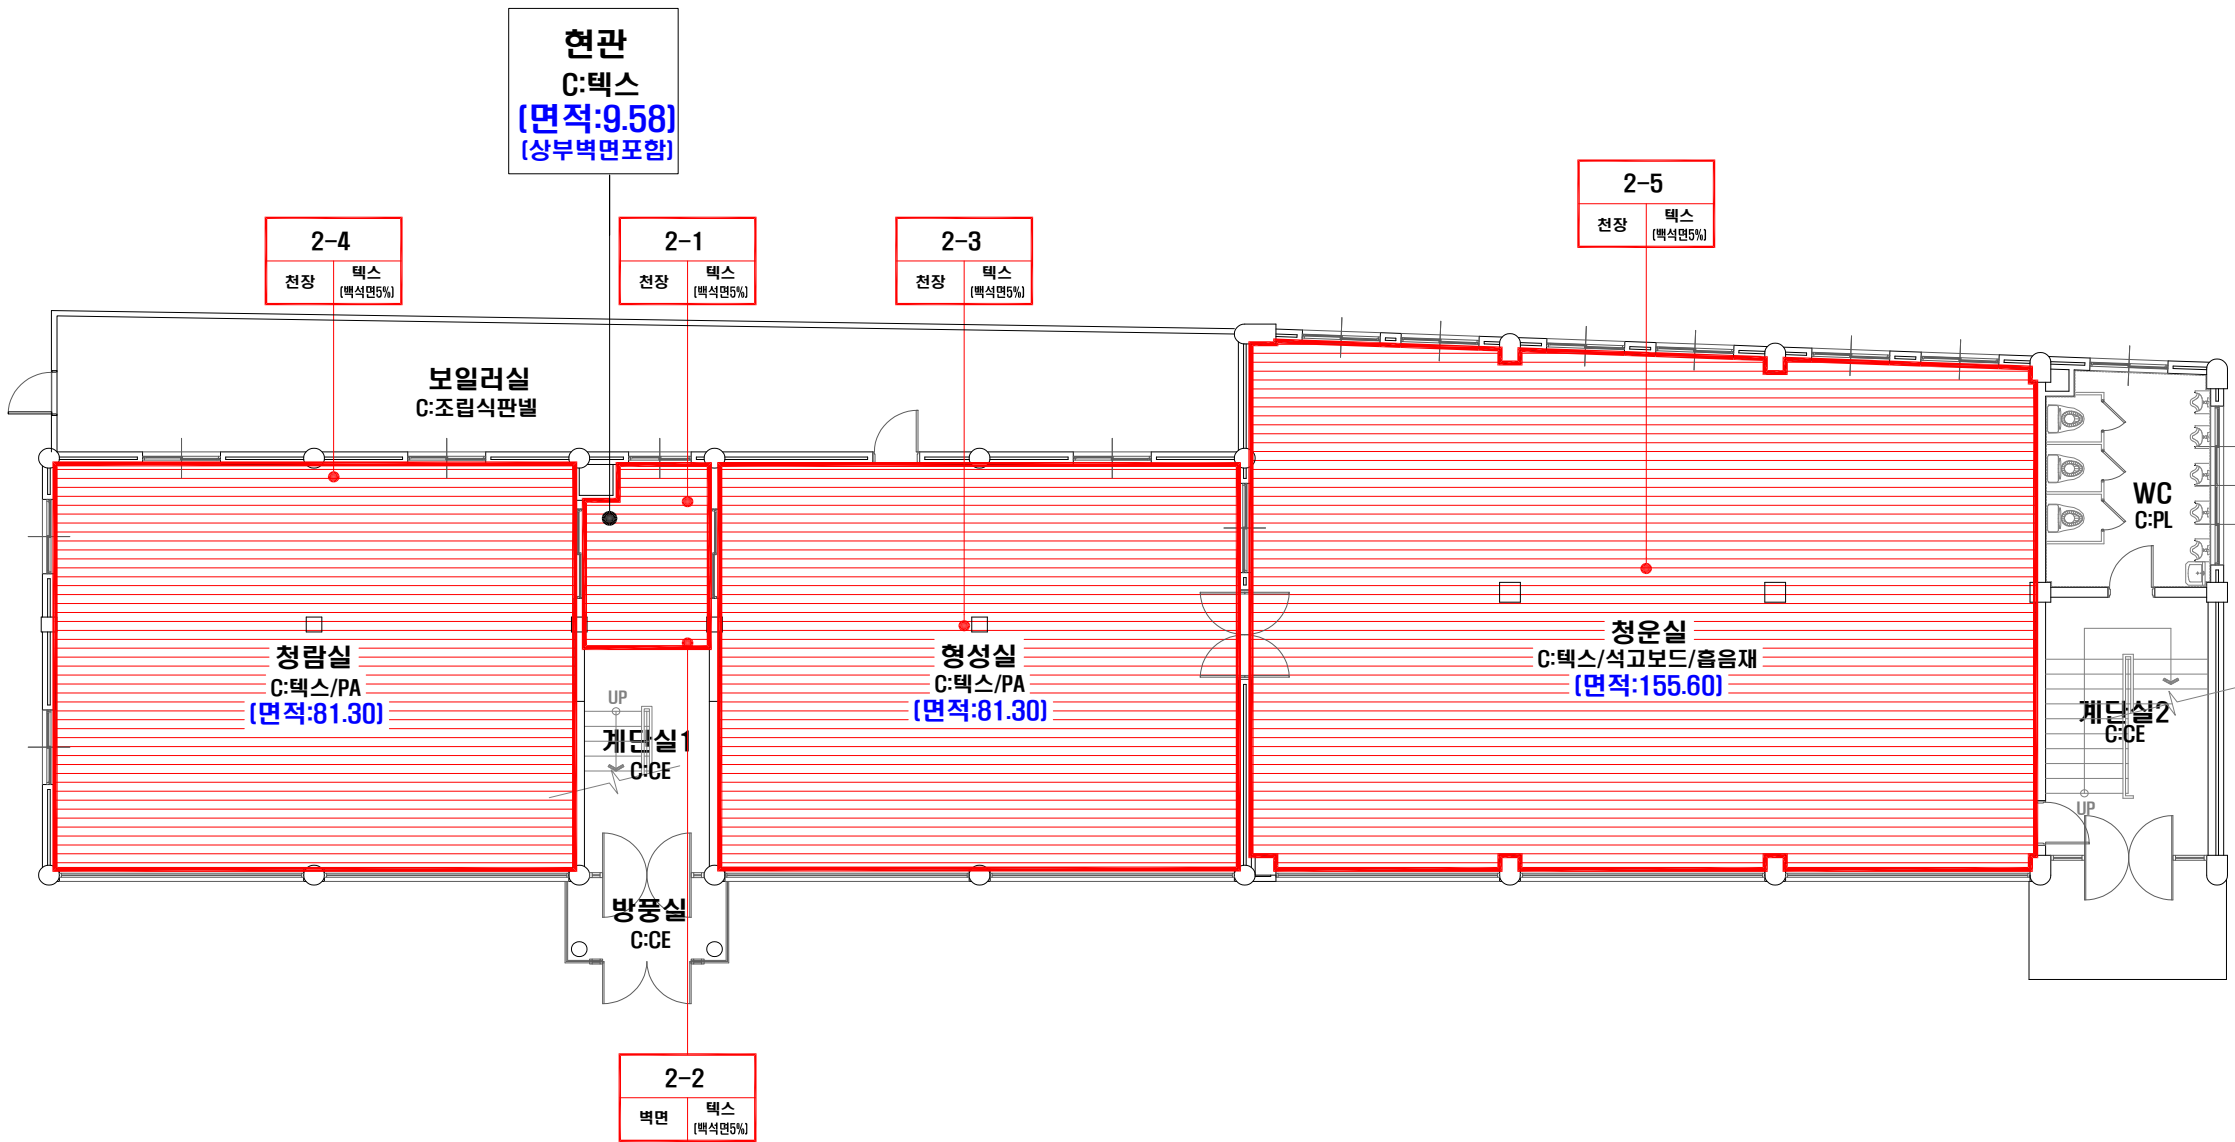 현관
C:텍스
(면적:9.58)
(상부벽면포함)
2-5
천장
텍스
(백석면5%)
2-4
천장
텍스
(백석면5%)
2-1
천장
텍스
(백석면5%)
2-3
천장
텍스
(백석면5%)
보일러실
C:조립식판넬
WC
C:PL
청람실
C:텍스/PA
(면적:81.30)
형성실
C:텍스/PA
(면적:81.30)
청운실
C:텍스/석고보드/흡음재
(면적:155.60)
UP
계단실1
C:CE
계단실2
C:CE
UP
방풍실
C:CE
2-2
벽면
텍스
(백석면5%)